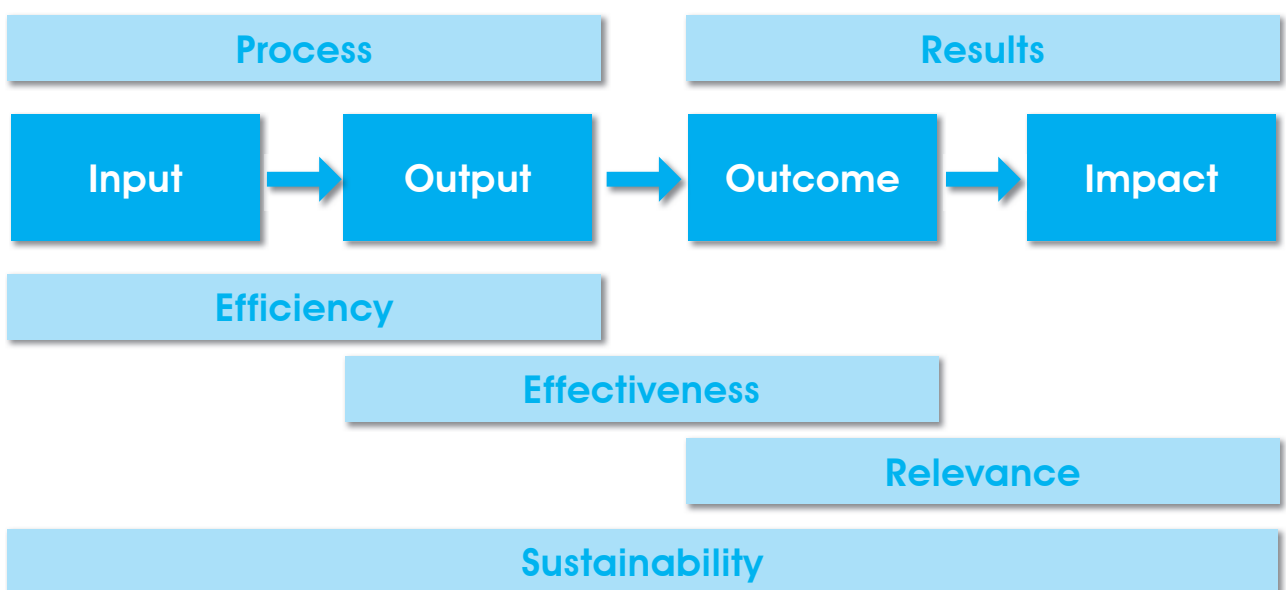 Process
Results
Input
Output
Outcome
Impact
Efficiency
Effectiveness
Relevance
Sustainability